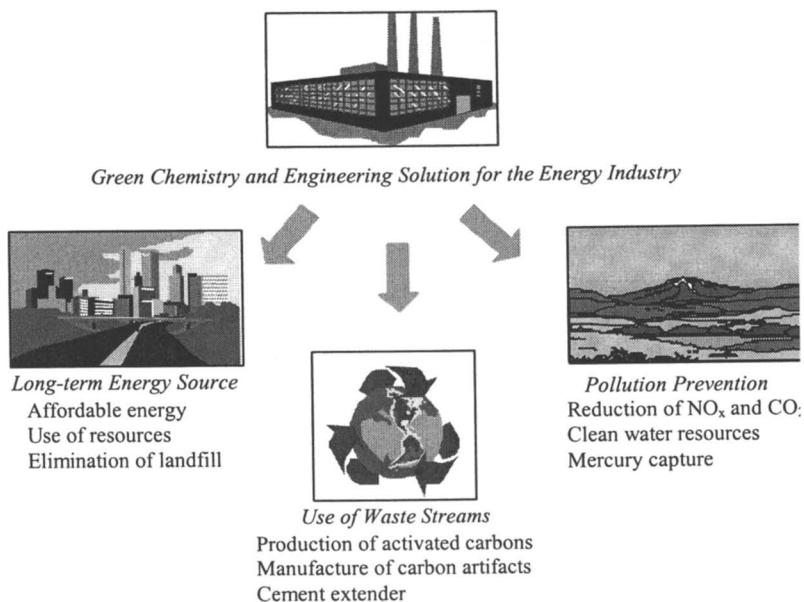 Green Chemistry and Engineering Solution for the Energy Industry
Long-term Energy Source
Affordable energy
Use of resources
Elimination of landfill
Use of Waste Streams
Production of activated carbons
Manufacture of carbon artifacts
Cement extender
Pollution Prevention
Reduction of NOₓ and CO₂
Clean water resources
Mercury capture